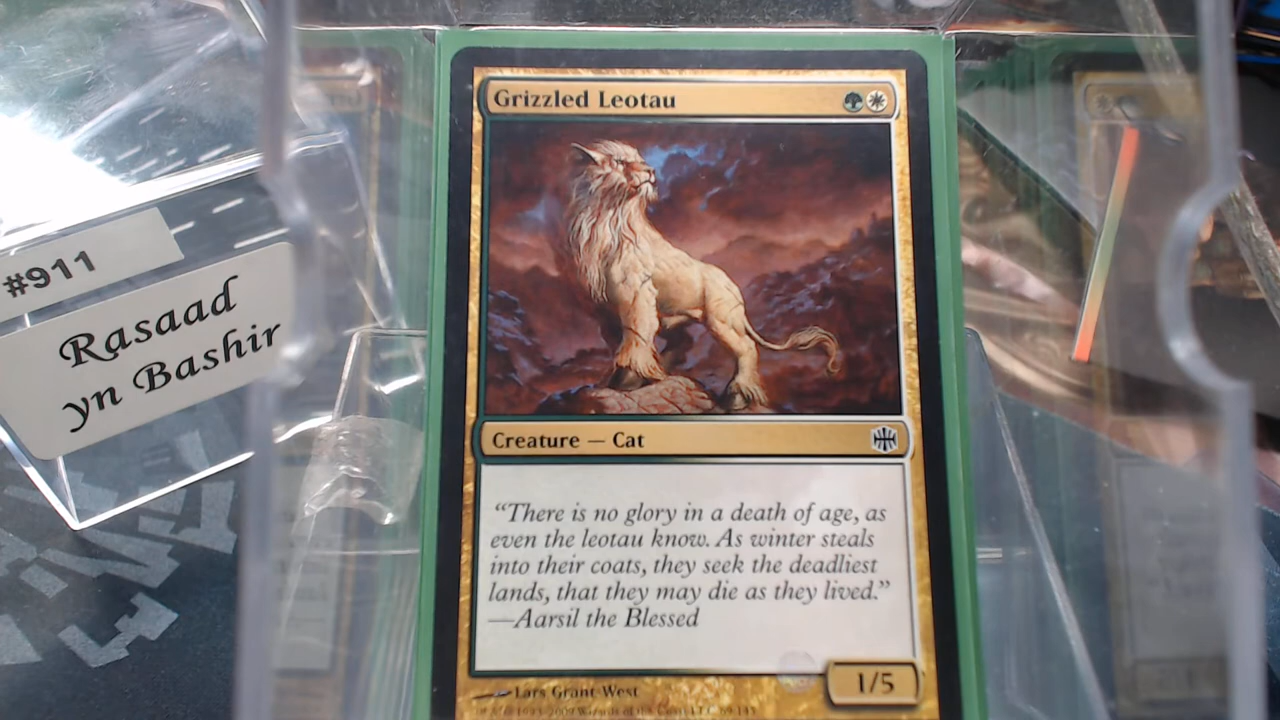 #911
Rasaad
yn Bashir
Grizzled Leotau
Creature — Cat
“There is no glory in a death of age, as
even the leotau know. As winter steals
into their coats, they seek the deadliest
lands, that they may die as they lived.”
—Aarsil the Blessed
1/5
Lars Grant-West